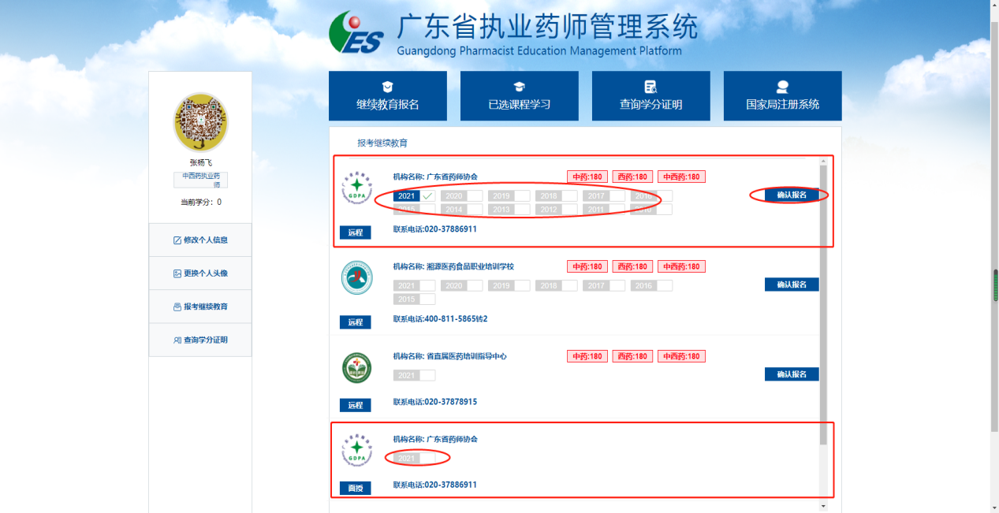 ES
广东省执业药师管理系统
Guangdong Pharmacist Education Management Platform
继续教育报名
已选课程学习
查询学分证明
国家局注册系统
张杨飞
中西药执业药
师
当前学分：0
修改个人信息
更换个人头像
报考继续教育
查询学分证明
报考继续教育
GDPA
机构名称: 广东省药师协会
中药:180 西药:180 中西药:180
2021 2020 2019 2018 2017 2016
2015 2014 2013 2012 2011 2010
确认报名
远程
联系电话:020-37886911
机构名称: 湘源医药食品职业培训学校
中药:180 西药:180 中西药:180
2021 2020 2019 2018 2017 2016
2015
确认报名
远程
联系电话:400-811-5865转2
机构名称: 省直属医药培训指导中心
中药:180 西药:180 中西药:180
2021
确认报名
远程
联系电话:020-37878915
GDPA
机构名称: 广东省药师协会
2021
面授
联系电话:020-37886911